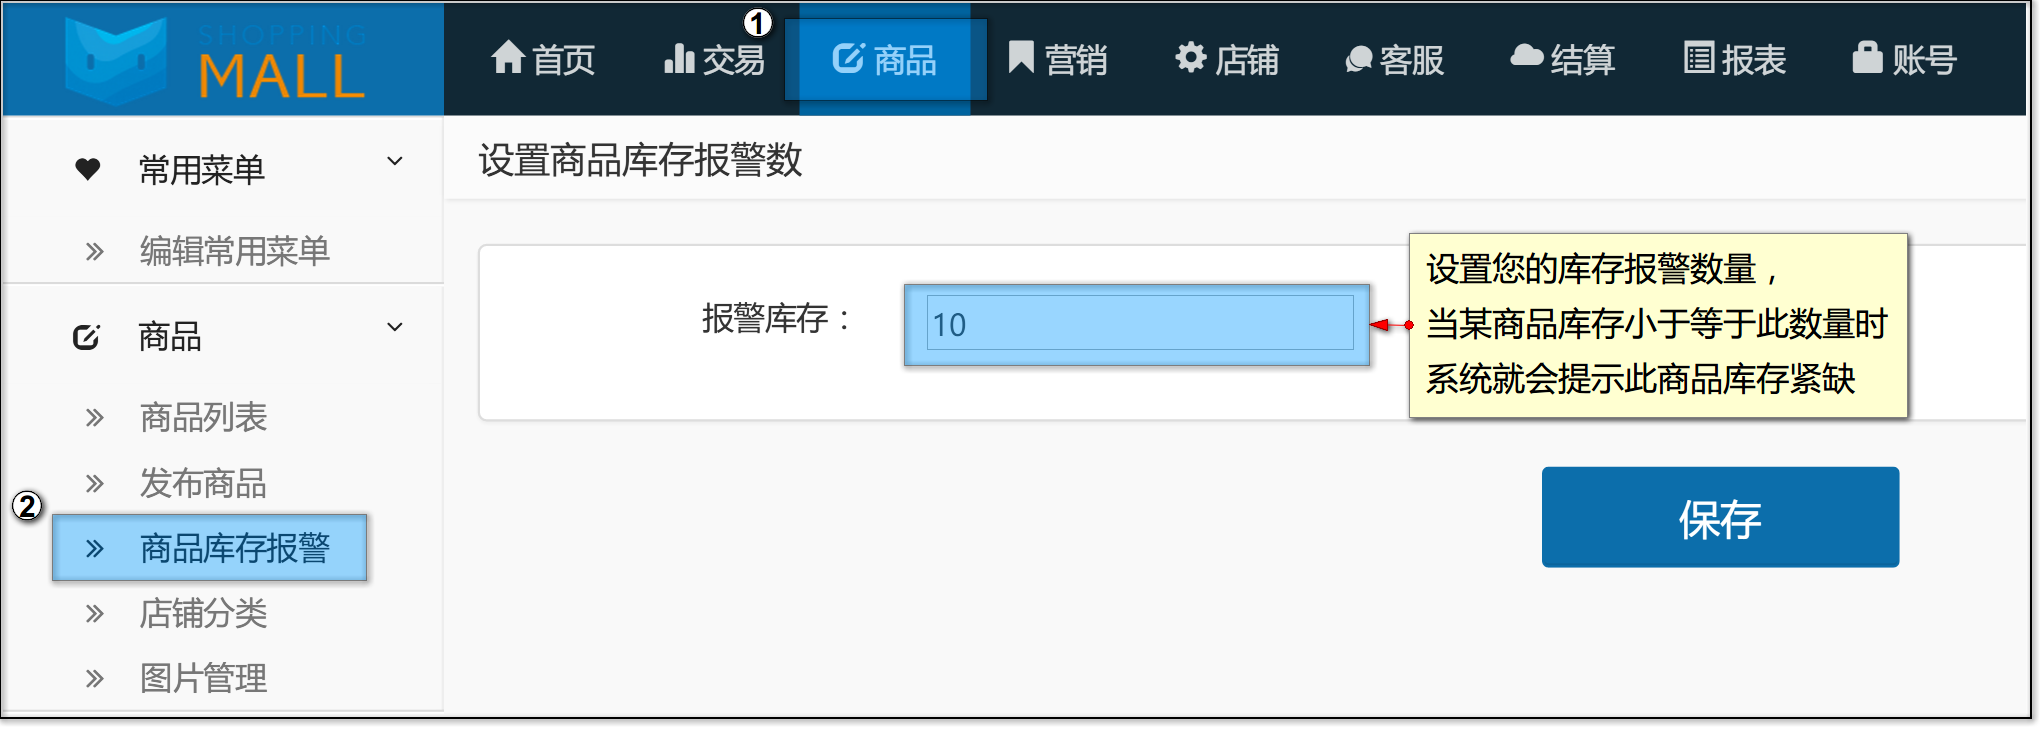 SHOPPING
MALL
首页
交易
①
商品
营销
店铺
客服
结算
报表
账号
常用菜单
编辑常用菜单
商品
商品列表
发布商品
②
商品库存报警
店铺分类
图片管理
设置商品库存报警数
报警库存：
10
设置您的库存报警数量，
当某商品库存小于等于此数量时
系统就会提示此商品库存紧缺
保存